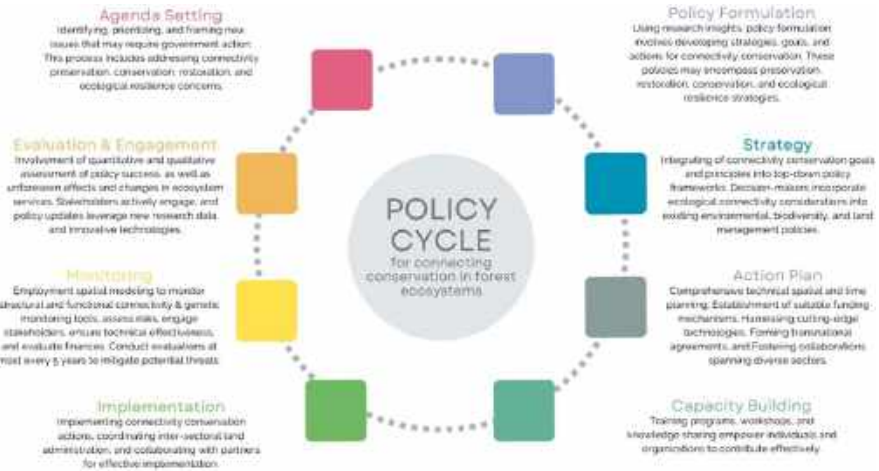 Agenda Setting
Identifying, prioritizing, and framing new
issues that may require government action.
This process includes addressing connectivity
preservation, conservation, restoration, and
ecological resilience concerns.
Policy Formulation
Using research insights, policy formulation
involves developing strategies, goals, and
actions for connectivity conservation. These
policies may encompass preservation,
restoration, conservation, and ecological
resilience strategies.
Evaluation & Engagement
Involvement of quantitative and qualitative
assessment of policy success, as well as
unforeseen effects and changes in ecosystem
services. Stakeholders actively engage, and
policy updates leverage new research data
and innovative technologies.
Strategy
Integrating of connectivity conservation goals
and principles into top-down policy
frameworks. Decision-makers incorporate
ecological connectivity considerations into
existing environmental, biodiversity, and land
management policies.
POLICY
CYCLE
for connecting
conservation in forest
ecosystems
Monitoring
Employment spatial modeling to monitor
structural and functional connectivity & genetic
monitoring tools, assess risks, engage
stakeholders, ensure technical effectiveness,
and evaluate finances. Conduct evaluations at
most every 5 years to mitigate potential threats.
Action Plan
Comprehensive technical spatial and time
planning. Establishment of suitable funding
mechanisms. Harnessing cutting-edge
technologies. Forming transnational
agreements, and Fostering collaborations
spanning diverse sectors.
Implementation
Implementing connectivity conservation
actions, coordinating inter-sectoral land
administration, and collaborating with partners
for effective implementation.
Capacity Building
Training programs, workshops, and
knowledge sharing empower individuals and
organizations to contribute effectively.